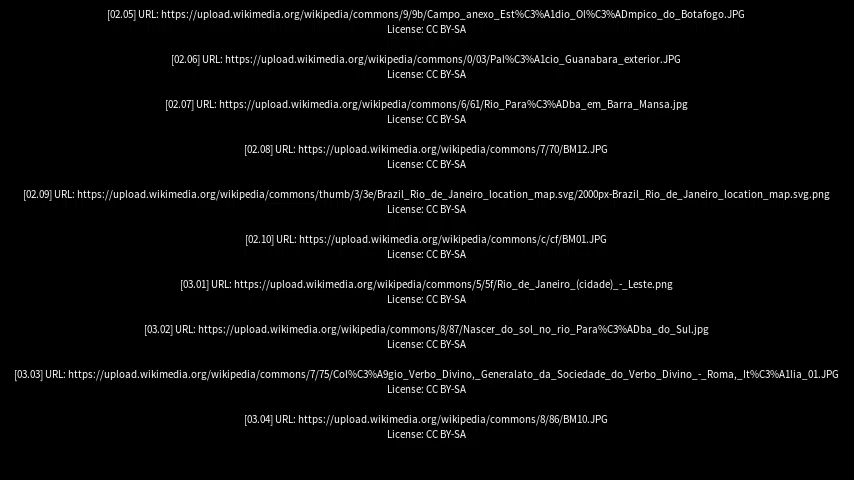 [02.05] URL: https://upload.wikimedia.org/wikipedia/commons/9/9b/Campo_anexo_Est%C3%A1dio_Ol%C3%ADmpico_do_Botafogo.JPG
License: CC BY-SA
[02.06] URL: https://upload.wikimedia.org/wikipedia/commons/0/03/Pal%C3%A1cio_Guanabara_exterior.JPG
License: CC BY-SA
[02.07] URL: https://upload.wikimedia.org/wikipedia/commons/6/61/Rio_Para%C3%ADba_em_Barra_Mansa.jpg
License: CC BY-SA
[02.08] URL: https://upload.wikimedia.org/wikipedia/commons/7/70/BM12.JPG
License: CC BY-SA
[02.09] URL: https://upload.wikimedia.org/wikipedia/commons/thumb/3/3e/Brazil_Rio_de_Janeiro_location_map.svg/2000px-Brazil_Rio_de_Janeiro_location_map.svg.png
License: CC BY-SA
[02.10] URL: https://upload.wikimedia.org/wikipedia/commons/c/cf/BM01.JPG
License: CC BY-SA
[03.01] URL: https://upload.wikimedia.org/wikipedia/commons/5/5f/Rio_de_Janeiro_(cidade)_-_Leste.png
License: CC BY-SA
[03.02] URL: https://upload.wikimedia.org/wikipedia/commons/8/87/Nascer_do_sol_no_rio_Para%C3%ADba_do_Sul.jpg
License: CC BY-SA
[03.03] URL: https://upload.wikimedia.org/wikipedia/commons/7/75/Col%C3%A9gio_Verbo_Divino,_Generalato_da_Sociedade_do_Verbo_Divino_-_Roma,_It%C3%A1lia_01.JPG
License: CC BY-SA
[03.04] URL: https://upload.wikimedia.org/wikipedia/commons/8/86/BM10.JPG
License: CC BY-SA